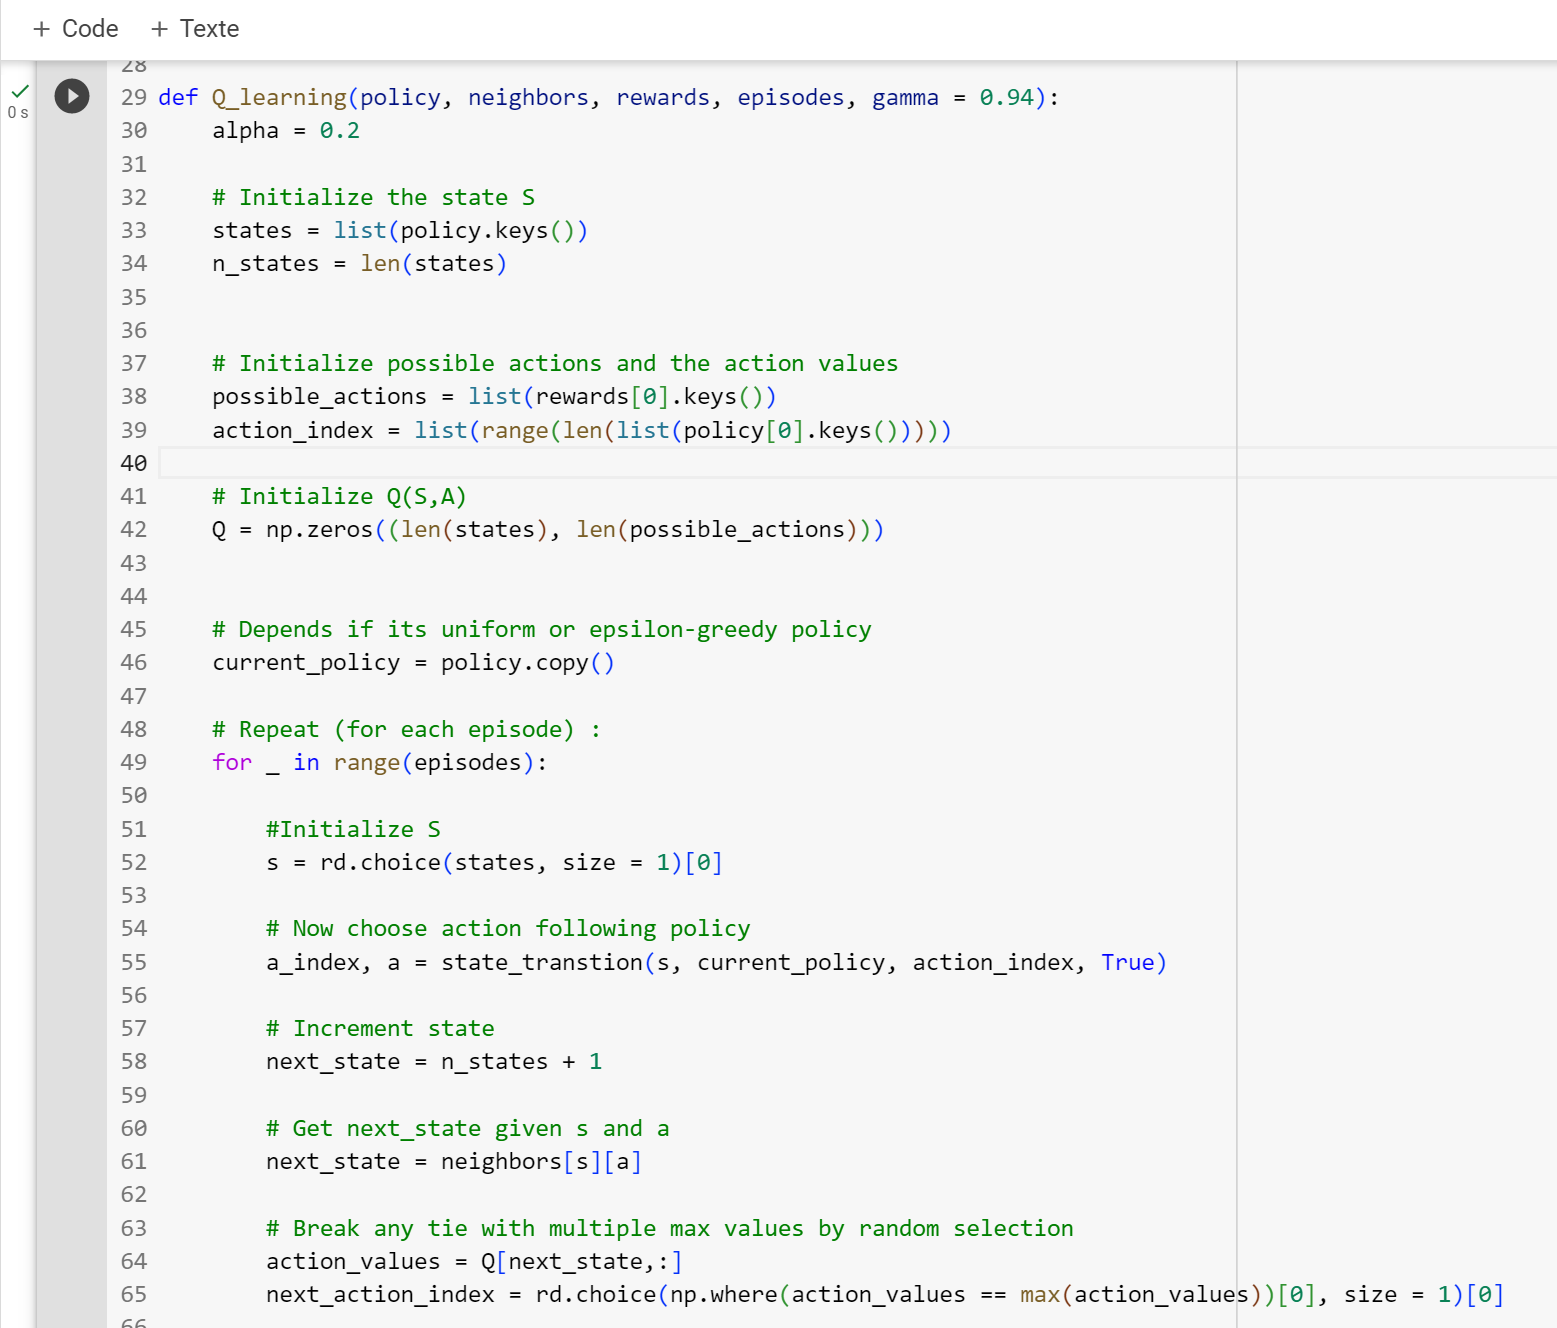 + Code + Texte
28
0 s
29 def Q_learning(policy, neighbors, rewards, episodes, gamma = 0.94):
30 alpha = 0.2
31
32 # Initialize the state S
33 states = list(policy.keys())
34 n_states = len(states)
35
36
37 # Initialize possible actions and the action values
38 possible_actions = list(rewards[0].keys())
39 action_index = list(range(len(list(policy[0].keys()))))
40
41 # Initialize Q(S,A)
42 Q = np.zeros((len(states), len(possible_actions)))
43
44
45 # Depends if its uniform or epsilon-greedy policy
46 current_policy = policy.copy()
47
48 # Repeat (for each episode) :
49 for _ in range(episodes):
50
51 #Initialize S
52 s = rd.choice(states, size = 1)[0]
53
54 # Now choose action following policy
55 a_index, a = state_transtion(s, current_policy, action_index, True)
56
57 # Increment state
58 next_state = n_states + 1
59
60 # Get next_state given s and a
61 next_state = neighbors[s][a]
62
63 # Break any tie with multiple max values by random selection
64 action_values = Q[next_state,:]
65 next_action_index = rd.choice(np.where(action_values == max(action_values))[0], size = 1)[0]
66